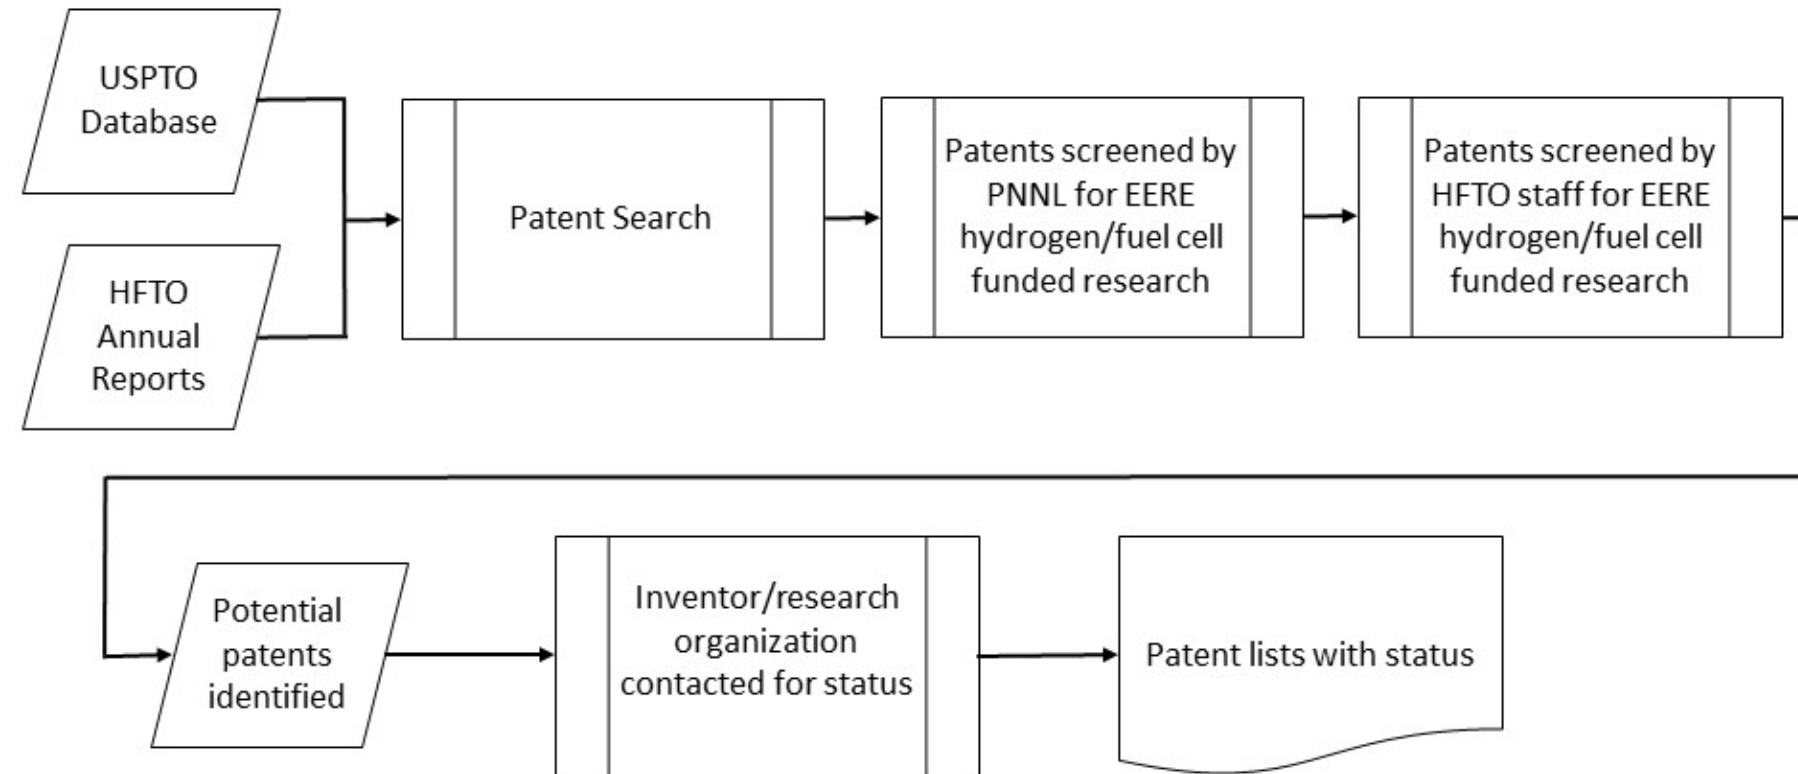 USPTO
Database
HFTO
Annual
Reports
Patent Search
Patents screened by
PNNL for EERE
hydrogen/fuel cell
funded research
Patents screened by
HFTO staff for EERE
hydrogen/fuel cell
funded research
Potential
patents
identified
Inventor/research
organization
contacted for status
Patent lists with status